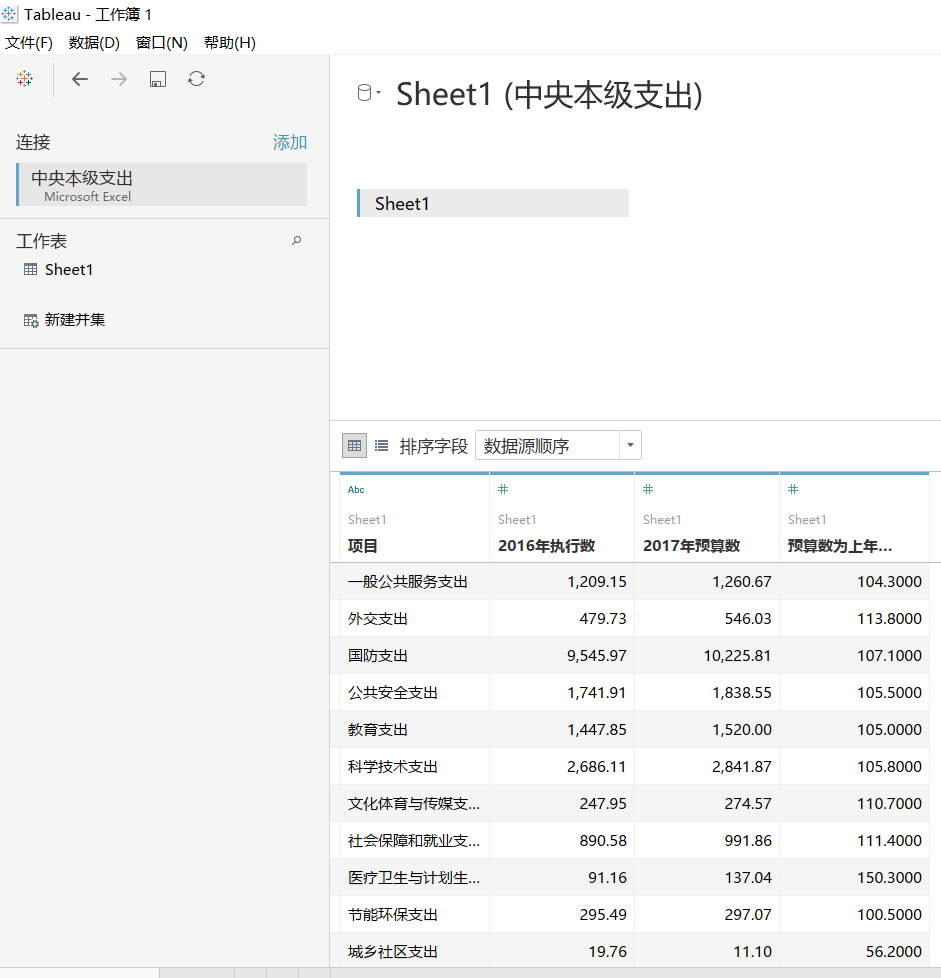 Tableau - 工作簿 1
文件(F) 数据(D) 窗口(N) 帮助(H)
连接 添加
中央本级支出
Microsoft Excel
工作表
Sheet1
新建并集
Sheet1 (中央本级支出)
Sheet1
排序字段 数据源顺序
Abc # # #
Sheet1 Sheet1 Sheet1 Sheet1
项目 2016年执行数 2017年预算数 预算数为上年...
一般公共服务支出 1,209.15 1,260.67 104.3000
外交支出 479.73 546.03 113.8000
国防支出 9,545.97 10,225.81 107.1000
公共安全支出 1,741.91 1,838.55 105.5000
教育支出 1,447.85 1,520.00 105.0000
科学技术支出 2,686.11 2,841.87 105.8000
文化体育与传媒支... 247.95 274.57 110.7000
社会保障和就业支... 890.58 991.86 111.4000
医疗卫生与计划生... 91.16 137.04 150.3000
节能环保支出 295.49 297.07 100.5000
城乡社区支出 19.76 11.10 56.2000